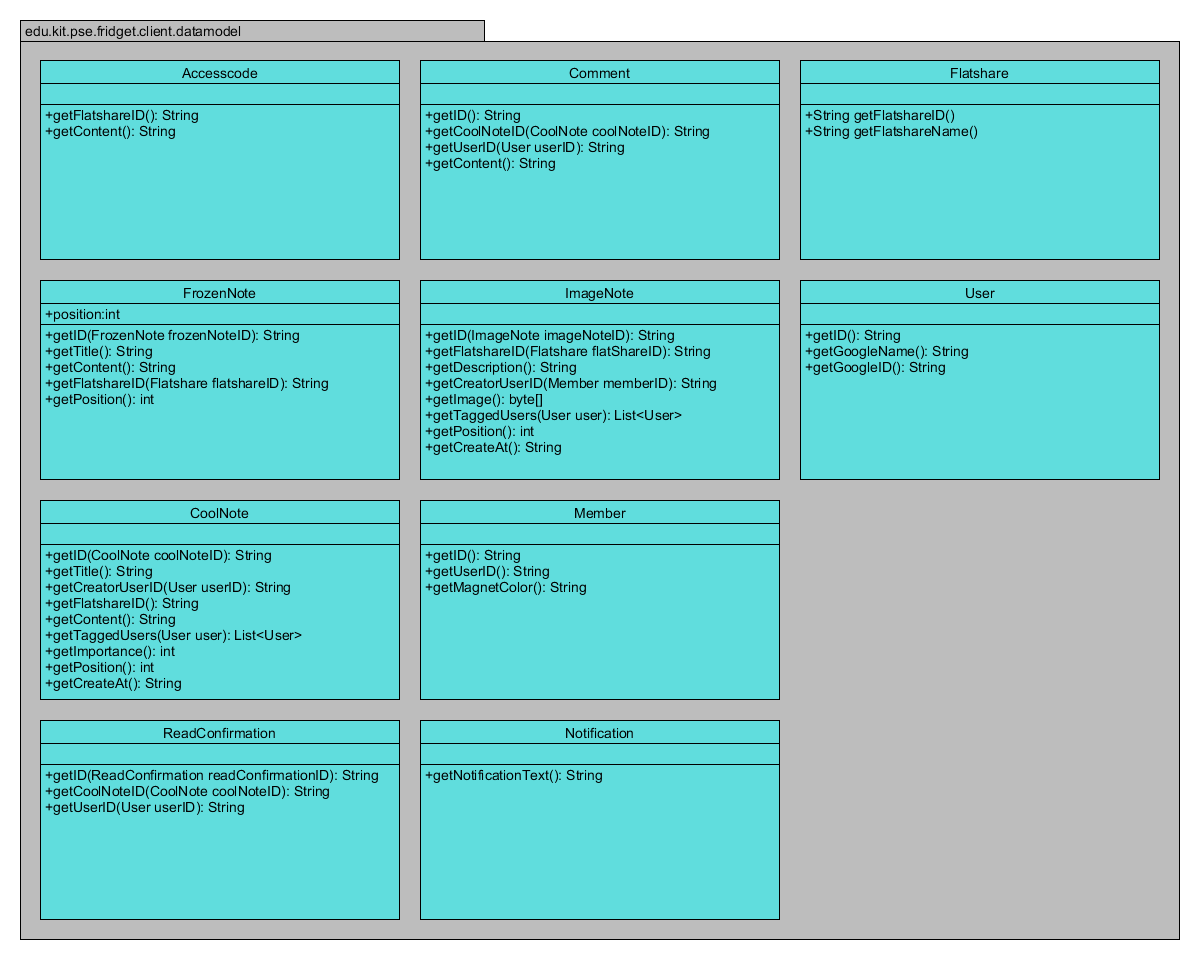 edu.kit.pse.fridget.client.datamodel
Accesscode
+getFlatshareID(): String
+getContent(): String
Comment
+getID(): String
+getCoolNoteID(CoolNote coolNoteID): String
+getUserID(User userID): String
+getContent(): String
Flatshare
+String getFlatshareID()
+String getFlatshareName()
FrozenNote
+position:int
+getID(FrozenNote frozenNoteID): String
+getTitle(): String
+getContent(): String
+getFlatshareID(Flatshare flatshareID): String
+getPosition(): int
ImageNote
+getID(ImageNote imageNoteID): String
+getFlatshareID(Flatshare flatShareID): String
+getDescription(): String
+getCreatorUserID(Member memberID): String
+getImage(): byte[]
+getTaggedUsers(User user): List<User>
+getPosition(): int
+getCreateAt(): String
User
+getID(): String
+getGoogleName(): String
+getGoogleID(): String
CoolNote
+getID(CoolNote coolNoteID): String
+getTitle(): String
+getCreatorUserID(User userID): String
+getFlatshareID(): String
+getContent(): String
+getTaggedUsers(User user): List<User>
+getImportance(): int
+getPosition(): int
+getCreateAt(): String
Member
+getID(): String
+getUserID(): String
+getMagnetColor(): String
ReadConfirmation
+getID(ReadConfirmation readConfirmationID): String
+getCoolNoteID(CoolNote coolNoteID): String
+getUserID(User userID): String
Notification
+getNotificationText(): String